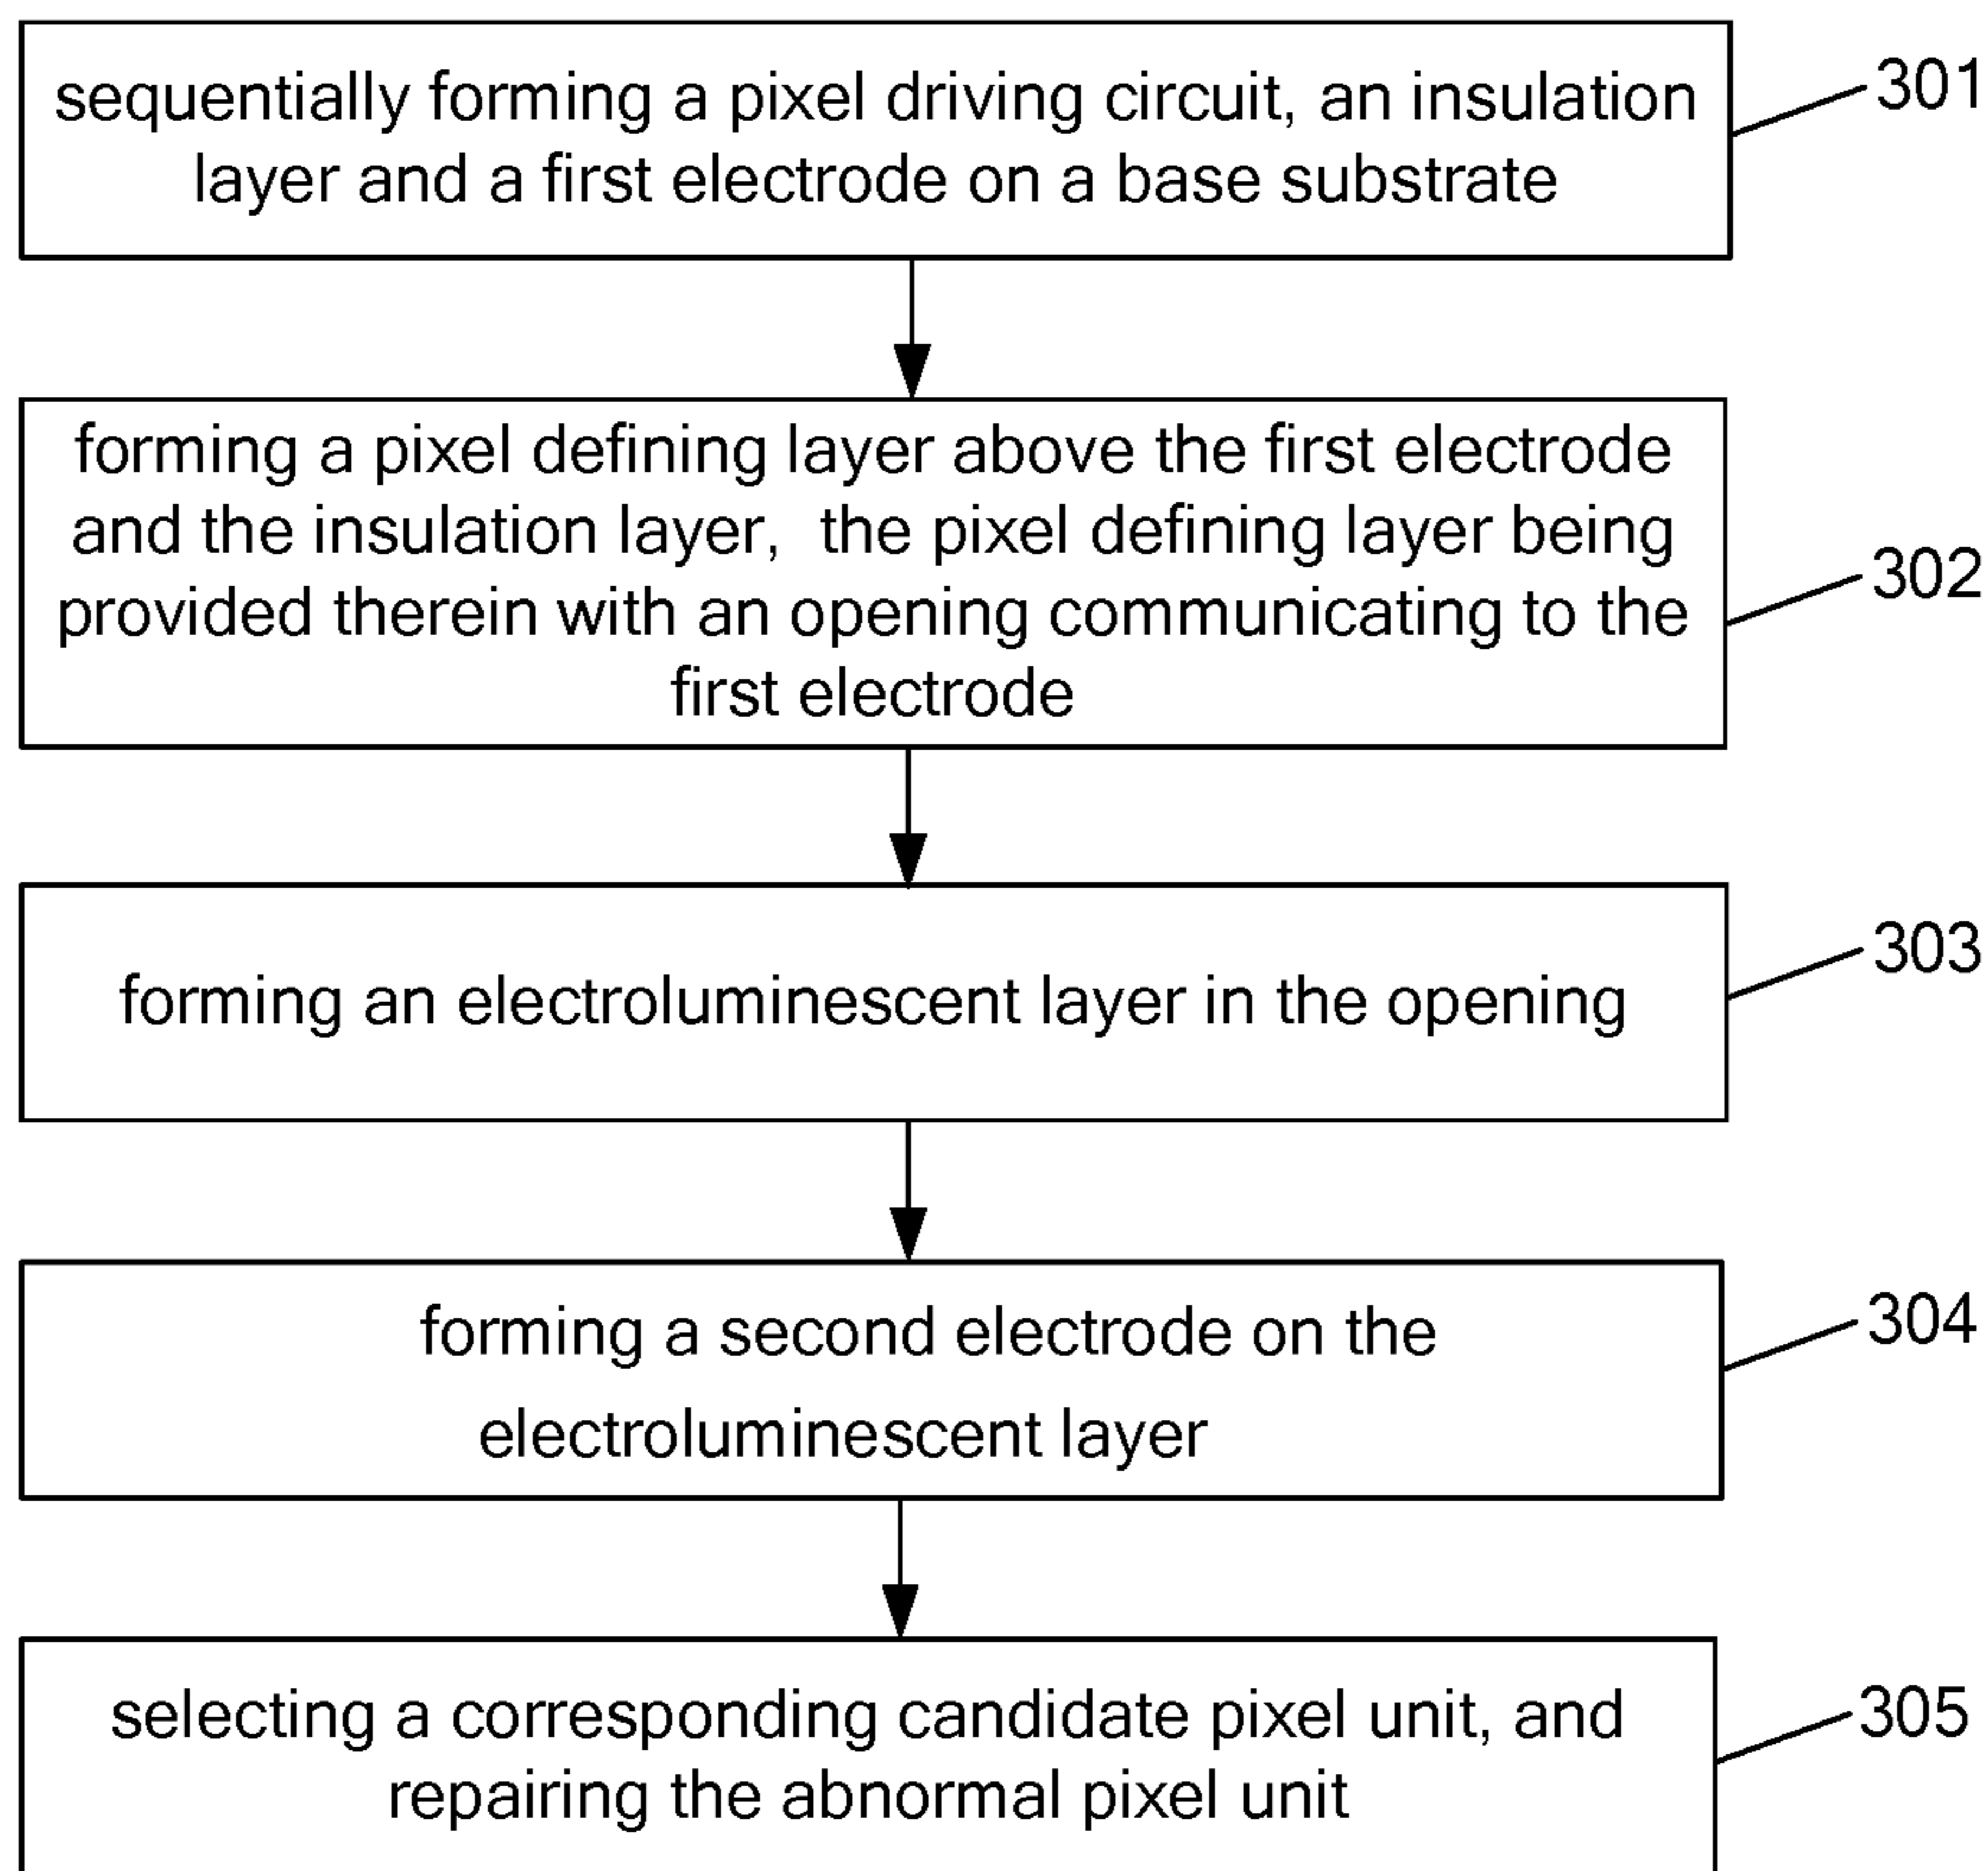 sequentially forming a pixel driving circuit, an insulation
layer and a first electrode on a base substrate
301
forming a pixel defining layer above the first electrode
and the insulation layer, the pixel defining layer being
provided therein with an opening communicating to the
first electrode
302
forming an electroluminescent layer in the opening
303
forming a second electrode on the
electroluminescent layer
304
selecting a corresponding candidate pixel unit, and
repairing the abnormal pixel unit
305